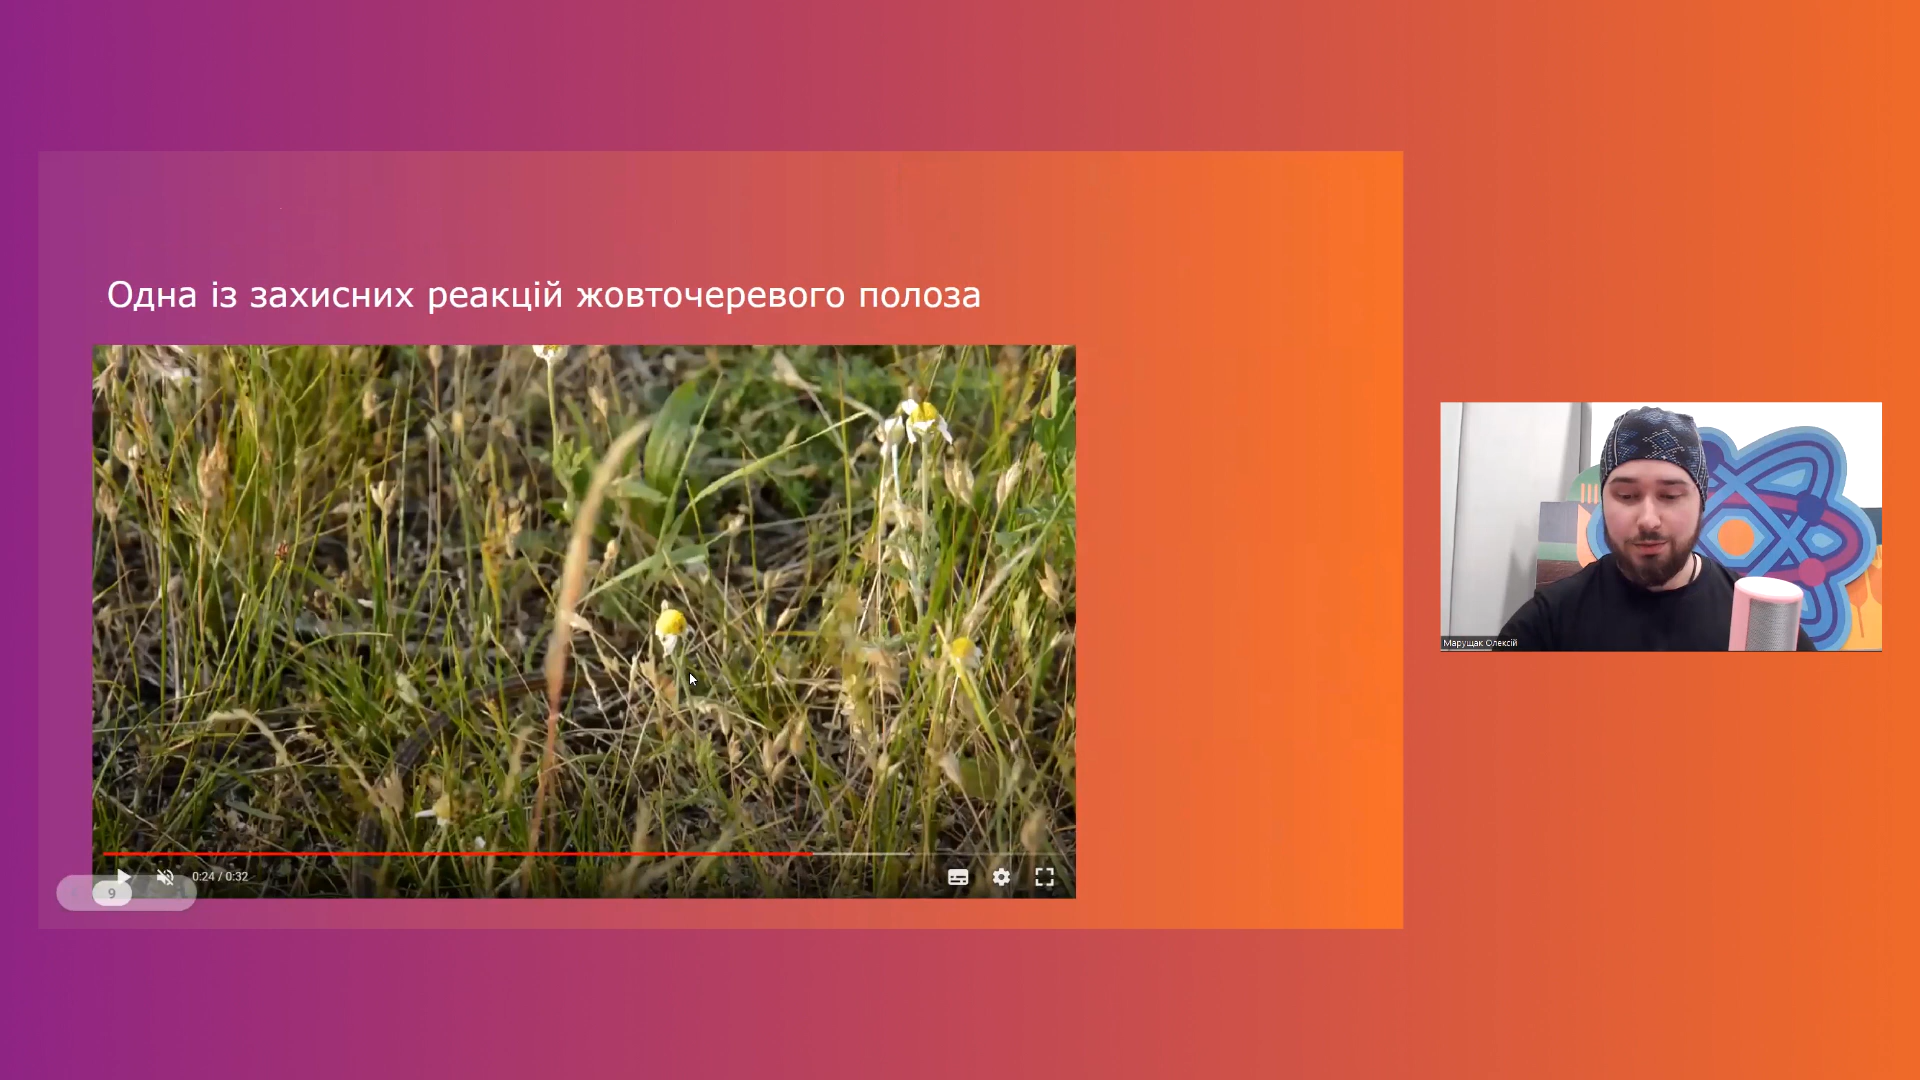 Одна із захисних реакцій жовточеревого полоза
0:24 / 0:32
9
Марущак Олексій